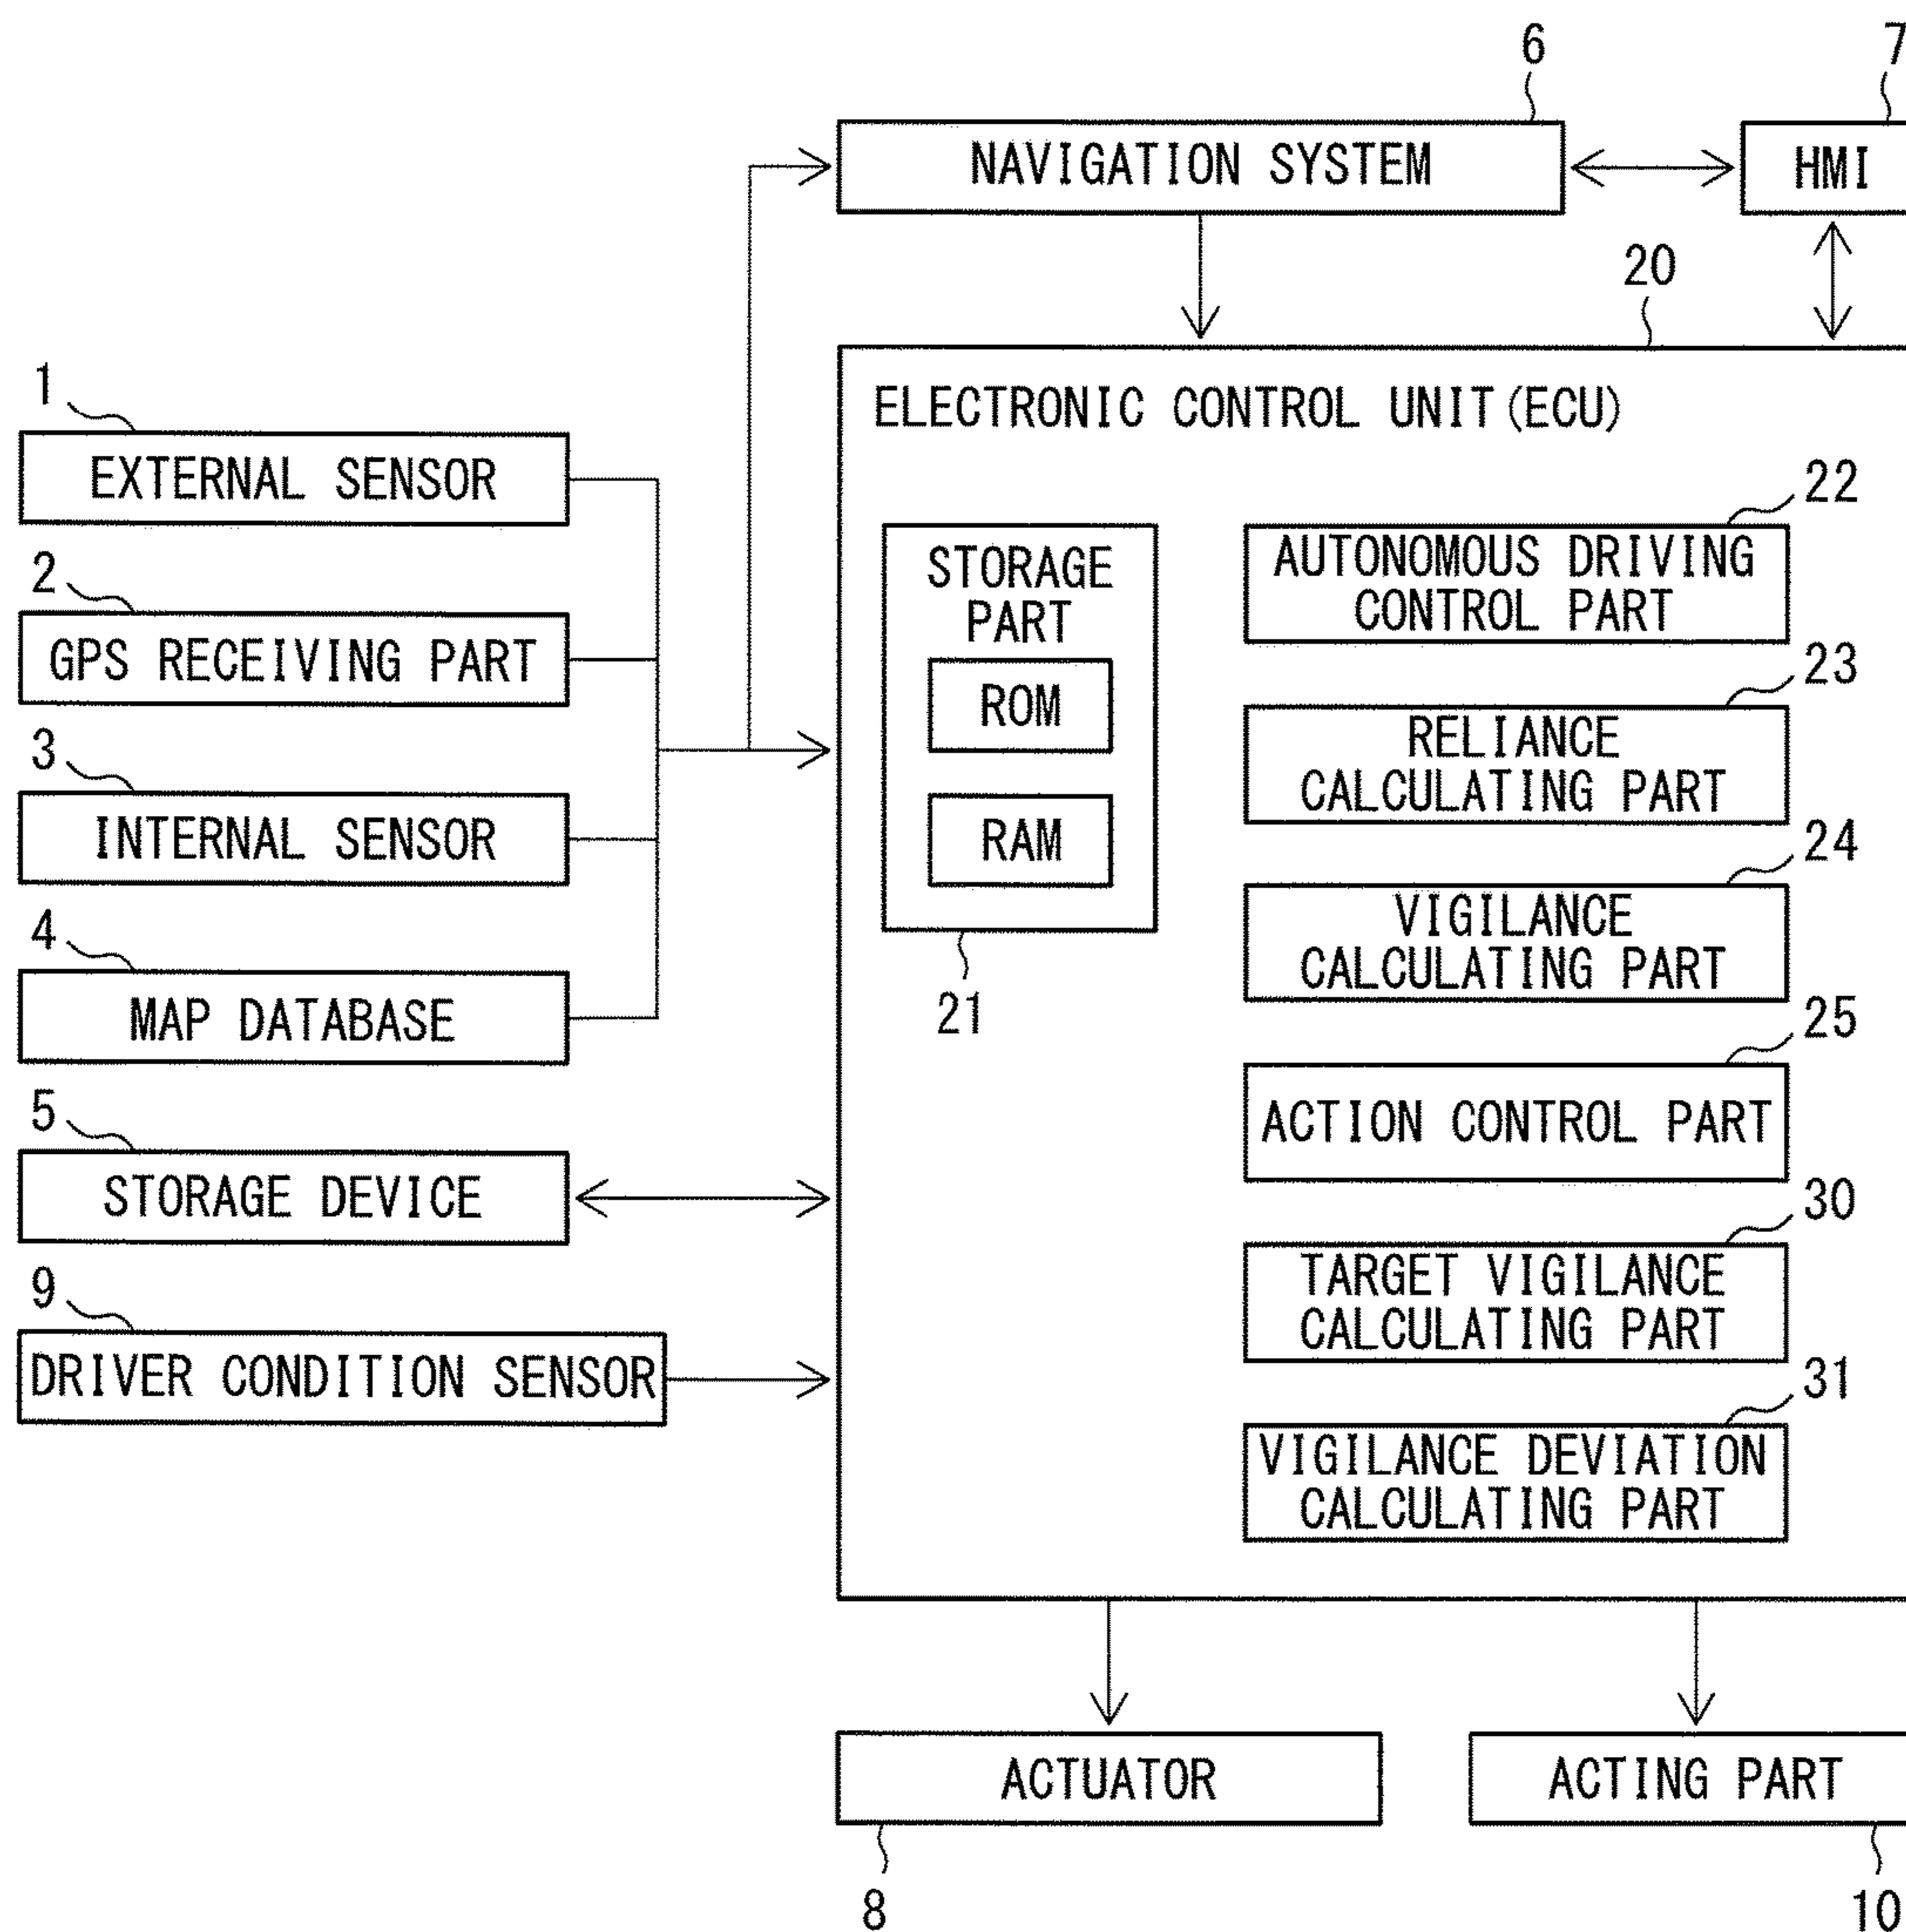 6
7
NAVIGATION SYSTEM
HMI
20
1
ELECTRONIC CONTROL UNIT(ECU)
EXTERNAL SENSOR
22
STORAGE
PART
AUTONOMOUS DRIVING
CONTROL PART
2
GPS RECEIVING PART
23
ROM
RELIANCE
CALCULATING PART
3
INTERNAL SENSOR
RAM
24
VIGILANCE
CALCULATING PART
4
MAP DATABASE
21
25
5
ACTION CONTROL PART
STORAGE DEVICE
30
9
TARGET VIGILANCE
CALCULATING PART
DRIVER CONDITION SENSOR
31
VIGILANCE DEVIATION
CALCULATING PART
ACTUATOR
ACTING PART
8
10